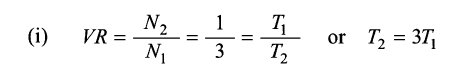 (i) VR = N₂/N₁ = 1/3 = T₁/T₂ or T₂ = 3T₁